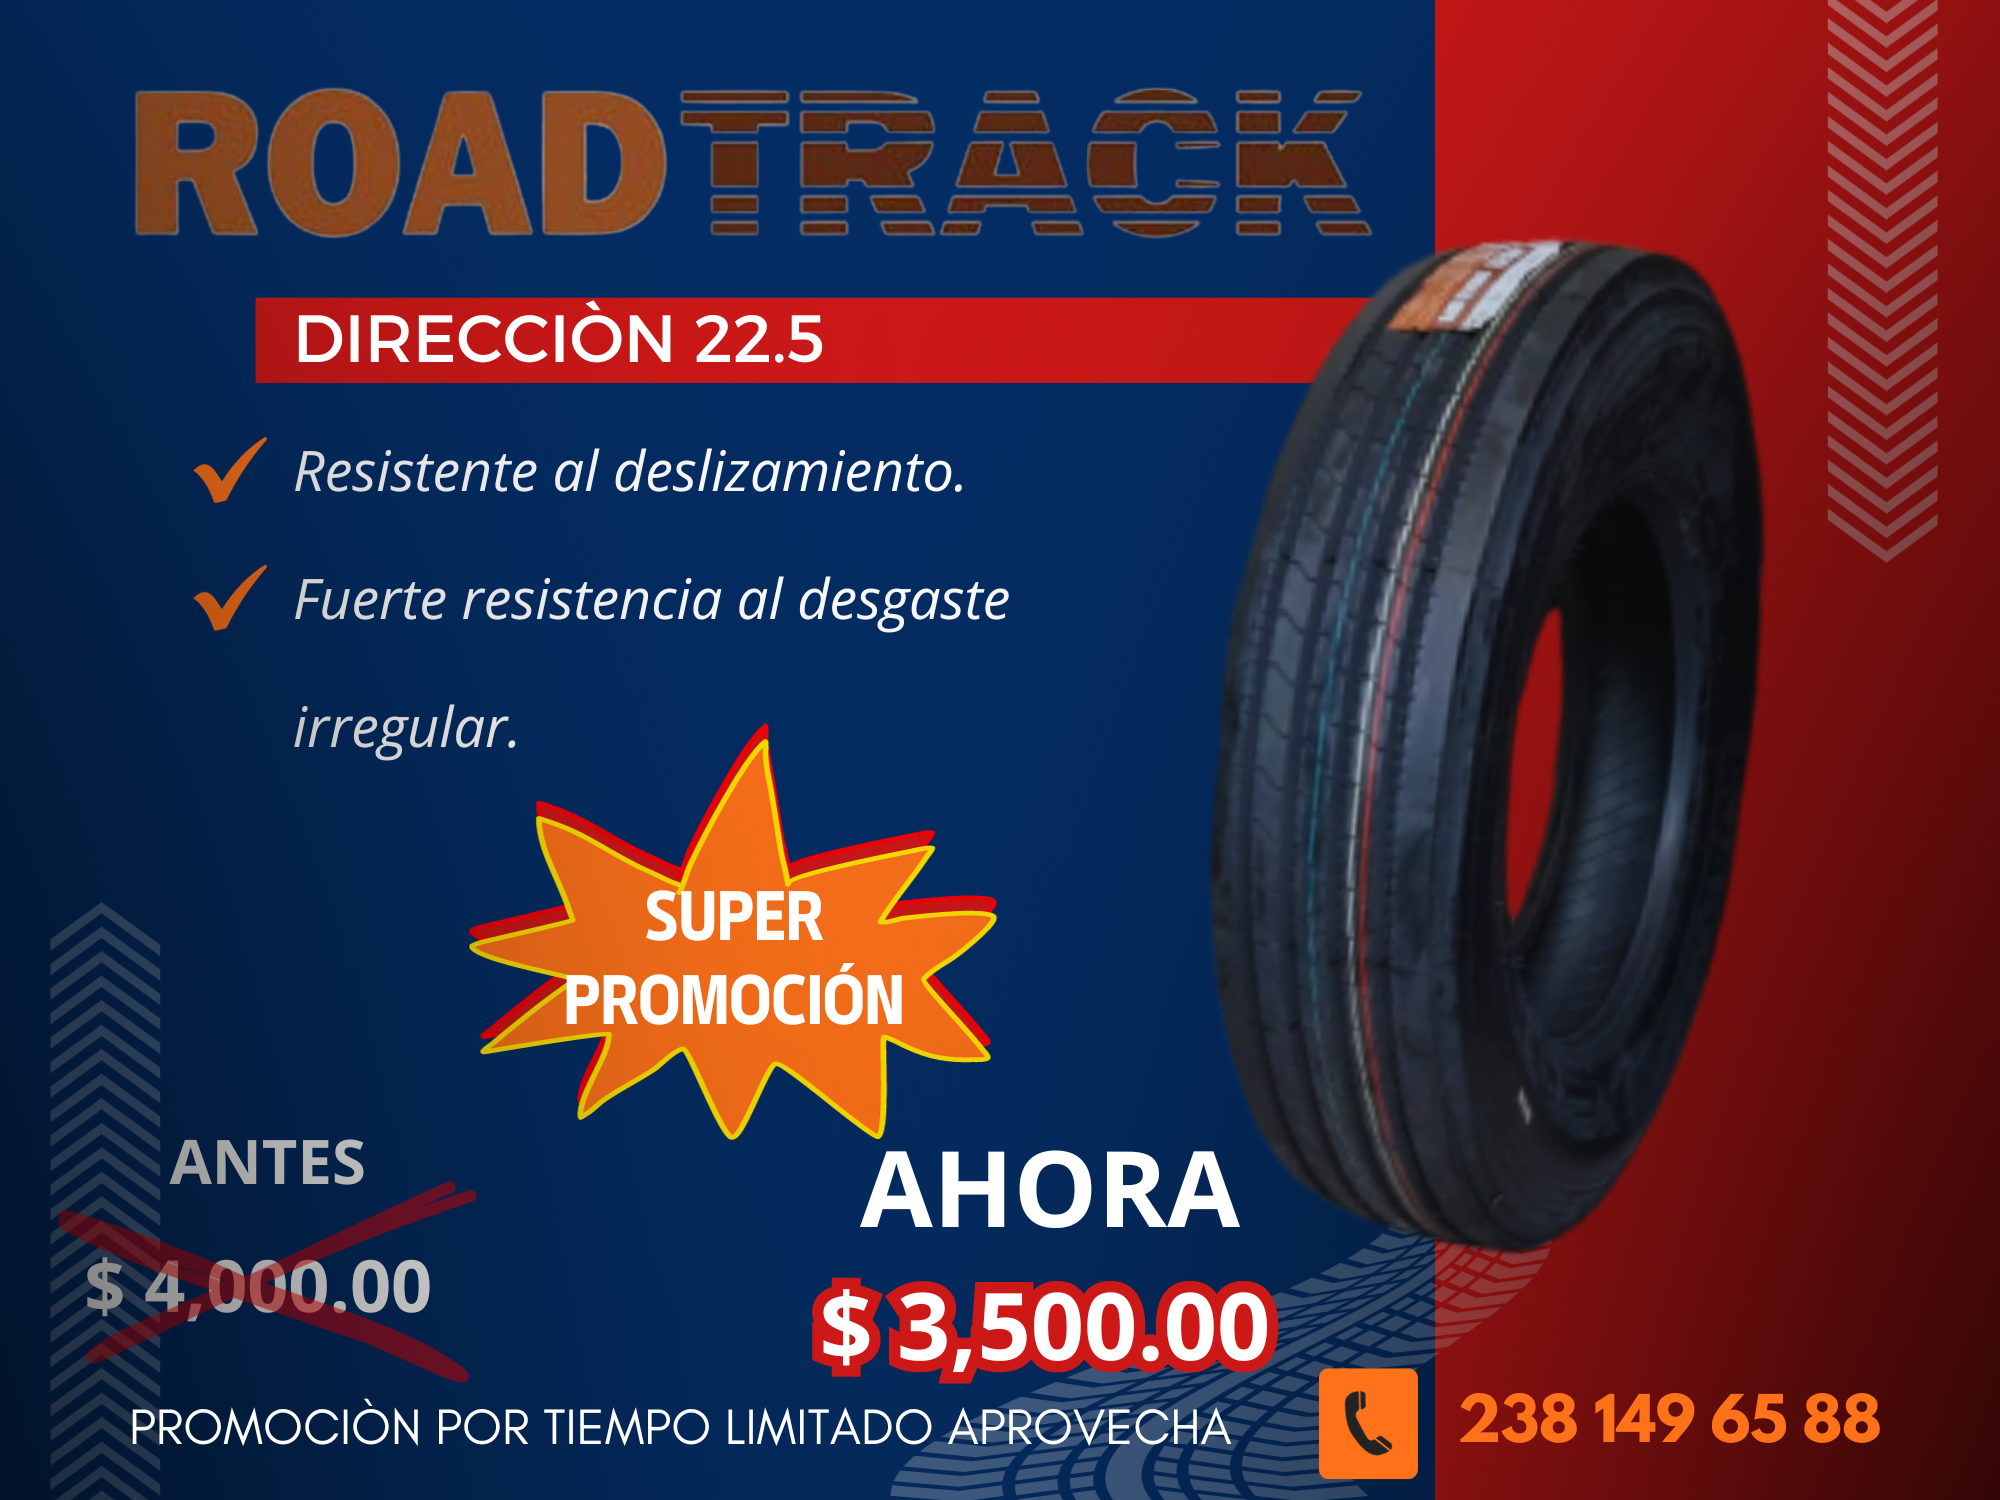 ROADTRACK
DIRECCIÒN 22.5
Resistente al deslizamiento.
Fuerte resistencia al desgaste
irregular.
SUPER
PROMOCIÓN
ANTES
$ 4,000.00
AHORA
$ 3,500.00
PROMOCIÒN POR TIEMPO LIMITADO APROVECHA
238 149 65 88